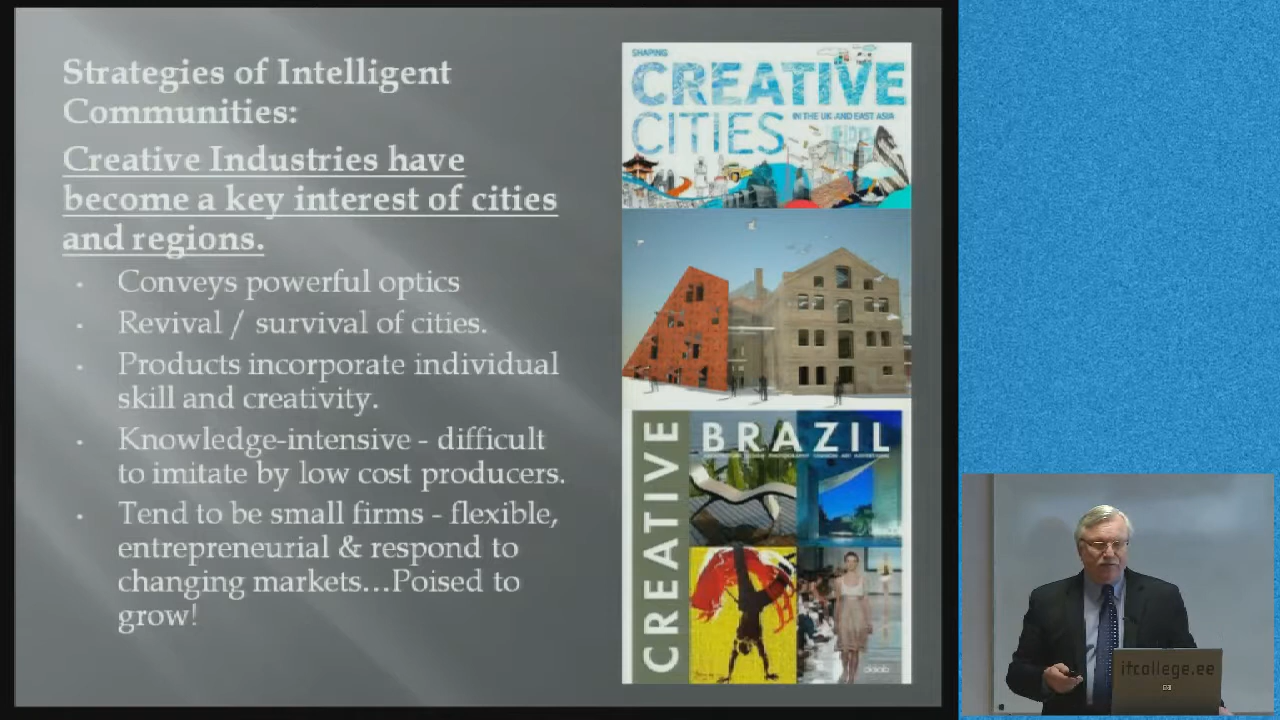 Strategies of Intelligent
Communities:
Creative Industries have
become a key interest of cities
and regions.
· Conveys powerful optics
· Revival / survival of cities.
· Products incorporate individual
skill and creativity.
· Knowledge-intensive - difficult
to imitate by low cost producers.
· Tend to be small firms - flexible,
entrepreneurial & respond to
changing markets...Poised to
grow!
SHAPING
CREATIVE
CITIES
IN THE UK AND EAST ASIA
CREATIVE
BRAZIL
itcollege.ee